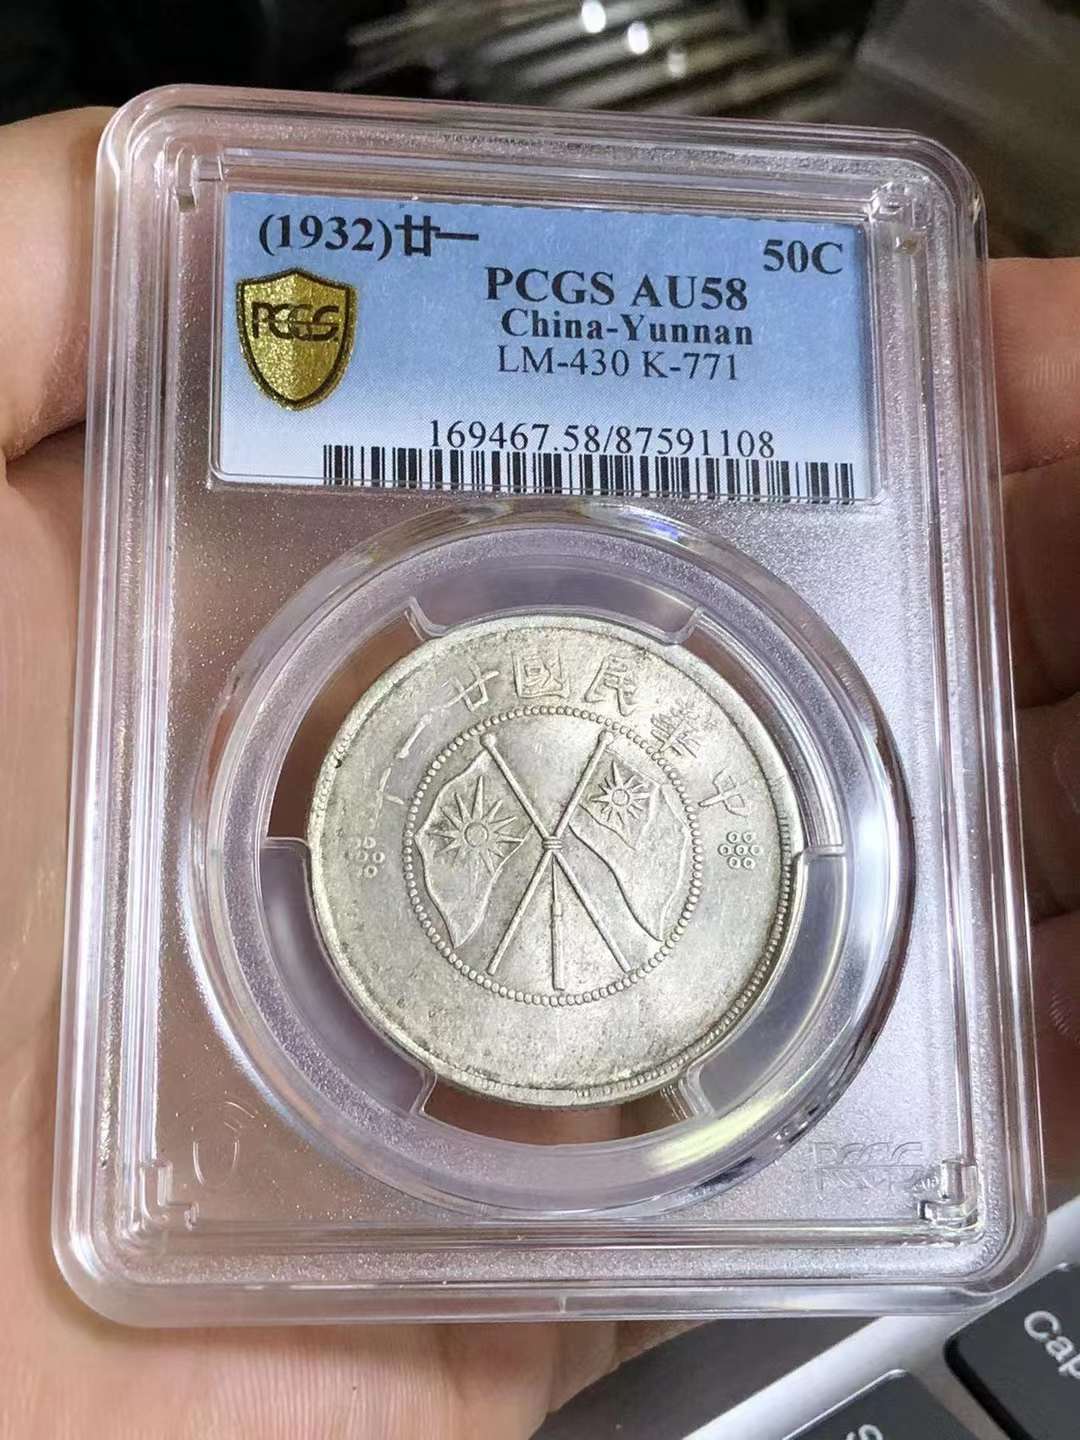 (1932)廿一
50C
PCGS
PCGS AU58
China-Yunnan
LM-430 K-771
169467.58/87591108
中華民國廿一年
PCGS
Cap